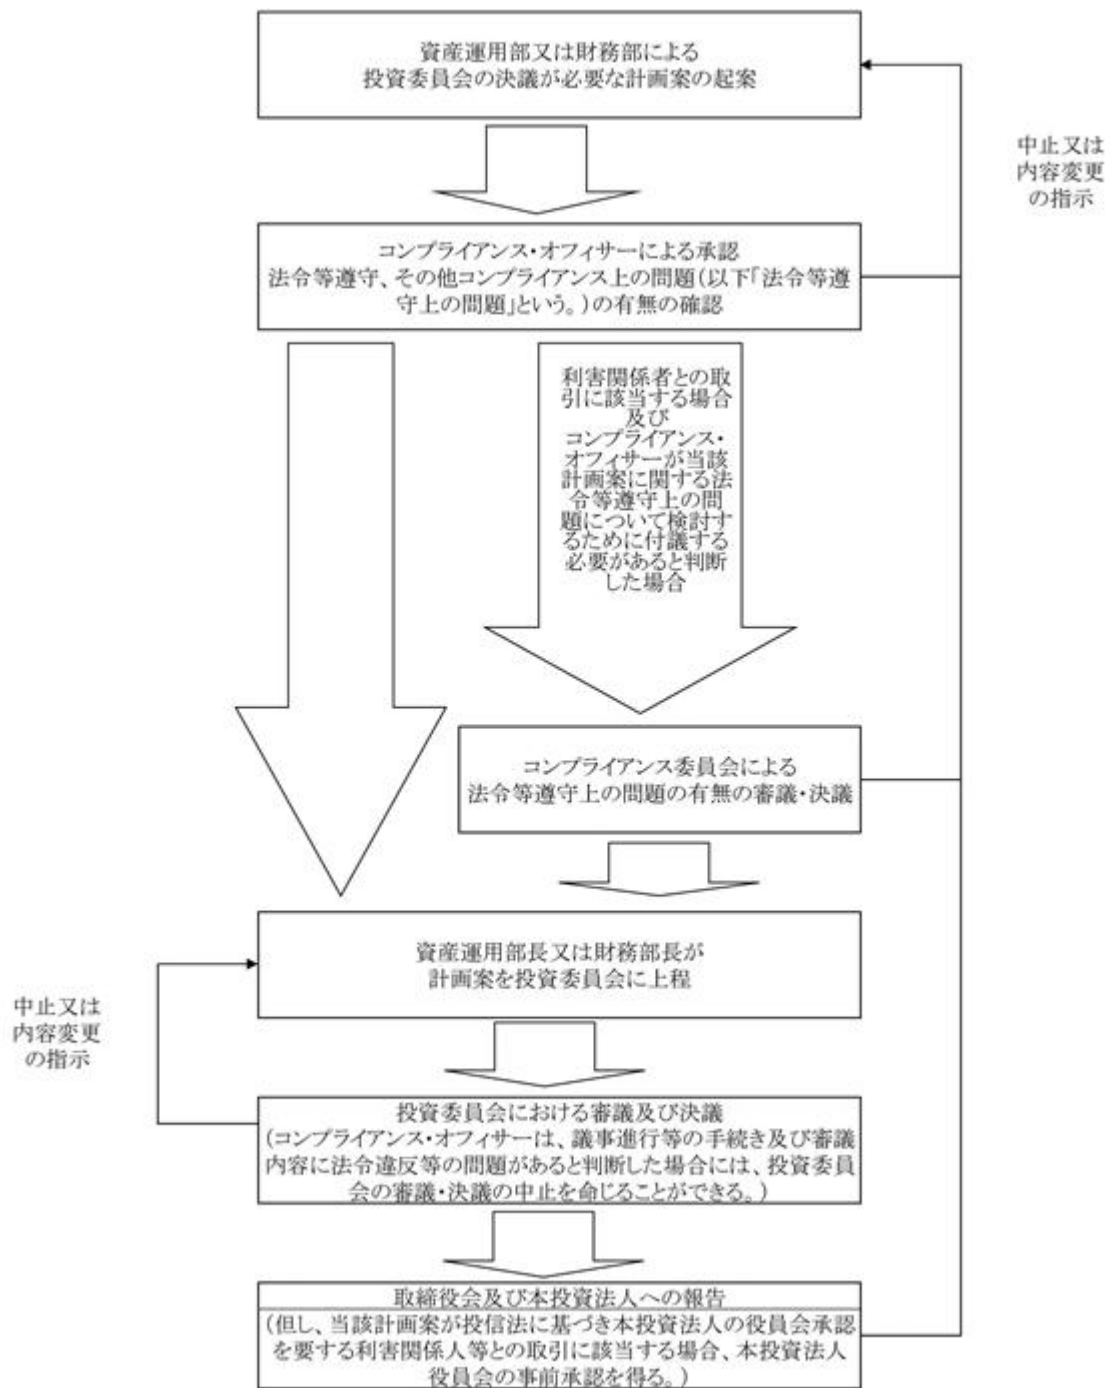 資産運用部又は財務部による
投資委員会の決議が必要な計画案の起案
中止又は
内容変更
の指示
コンプライアンス・オフィサーによる承認
法令等遵守、その他コンプライアンス上の問題(以下「法令等遵
守上の問題」という。)の有無の確認
利害関係者との取
引に該当する場合
及び
コンプライアンス・
オフィサーが当該
計画案に関する法
令等遵守上の問
題について検討す
るために付議する
必要があると判断
した場合
コンプライアンス委員会による
法令等遵守上の問題の有無の審議・決議
資産運用部長又は財務部長が
計画案を投資委員会に上程
中止又は
内容変更
の指示
投資委員会における審議及び決議
(コンプライアンス・オフィサーは、議事進行等の手続き及び審議
内容に法令違反等の問題があると判断した場合には、投資委員
会の審議・決議の中止を命じることができる。)
取締役会及び本投資法人への報告
(但し、当該計画案が投信法に基づき本投資法人の役員会承認
を要する利害関係人等との取引に該当する場合、本投資法人
役員会の事前承認を得る。)